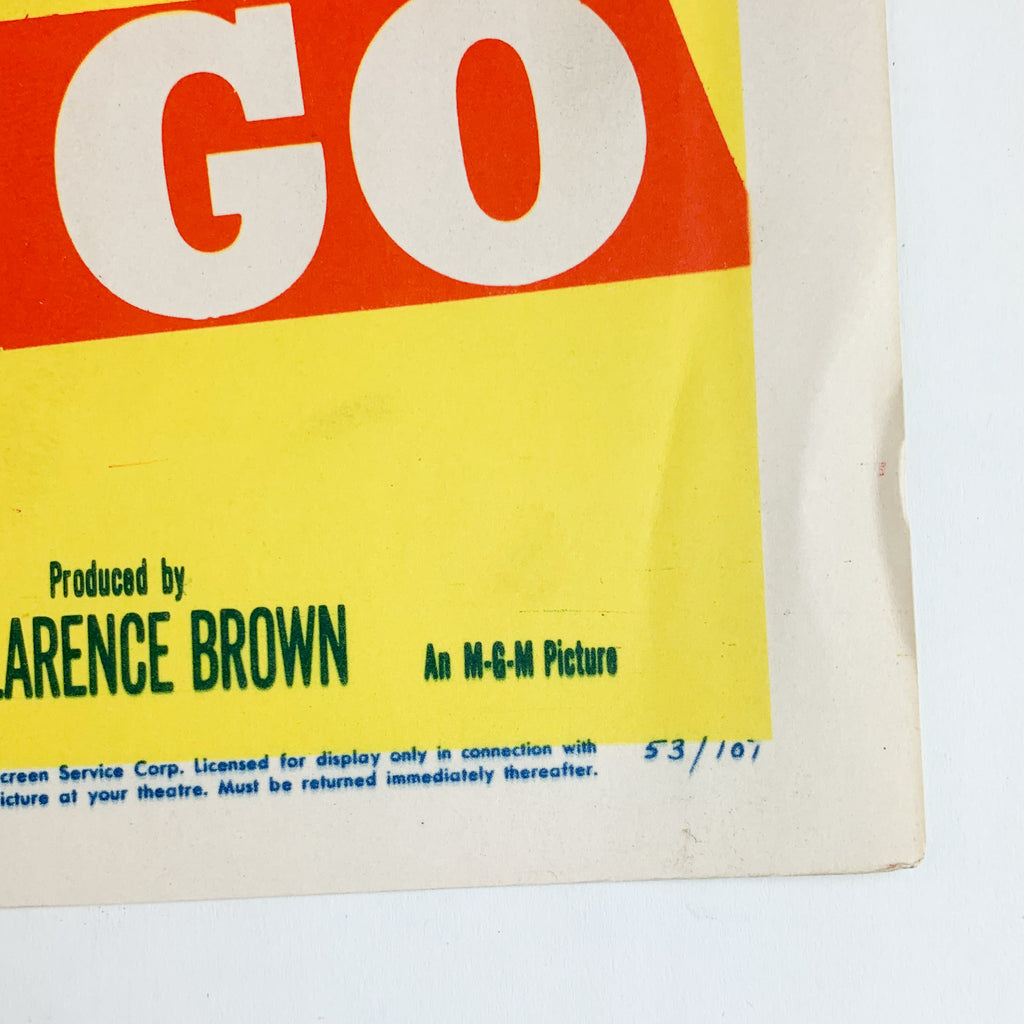 GO
Produced by
LARENCE BROWN
An M-G-M Picture
creen Service Corp. Licensed for display only in connection with
icture at your theatre. Must be returned immediately thereafter.
53/107